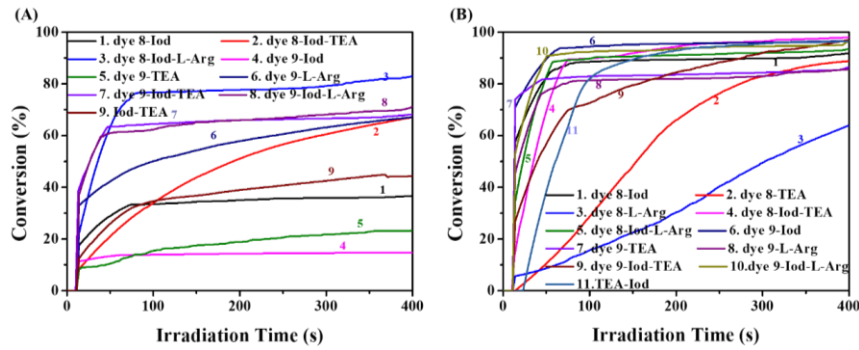 (A)
1. dye 8-Iod 2. dye 8-Iod-TEA
3. dye 8-Iod-L-Arg 4. dye 9-Iod
5. dye 9-TEA 6. dye 9-L-Arg
7. dye 9-Iod-TEA 8. dye 9-Iod-L-Arg
9. Iod-TEA
3
7
8
6
2
9
1
5
4
100
80
60
40
20
0
0 100 200 300 400
Conversion (%)
Irradiation Time (s)
(B)
6
10
1
7
5
4
8
9
11
2
3
1. dye 8-Iod 2. dye 8-TEA
3. dye 8-L-Arg 4. dye 8-Iod-TEA
5. dye 8-Iod-L-Arg 6. dye 9-Iod
7. dye 9-TEA 8. dye 9-L-Arg
9. dye 9-Iod-TEA 10.dye 9-Iod-L-Arg
11.TEA-Iod
100
80
60
40
20
0
0 100 200 300 400
Conversion (%)
Irradiation Time (s)